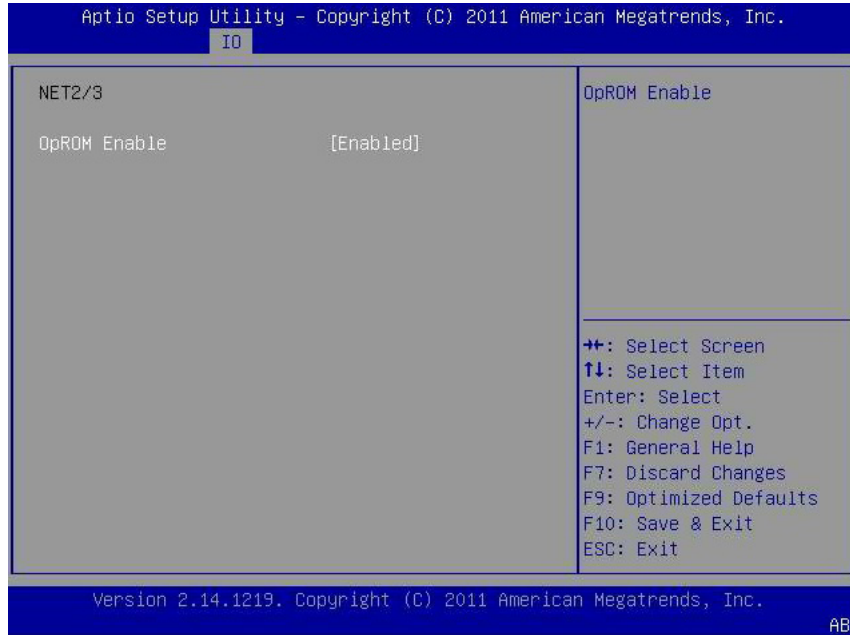 Aptio Setup Utility – Copyright (C) 2011 American Megatrends, Inc.
IO
NET2/3
OpROM Enable [Enabled]
OpROM Enable
→←: Select Screen
↑↓: Select Item
Enter: Select
+/-: Change Opt.
F1: General Help
F7: Discard Changes
F9: Optimized Defaults
F10: Save & Exit
ESC: Exit
Version 2.14.1219. Copyright (C) 2011 American Megatrends, Inc.
AB